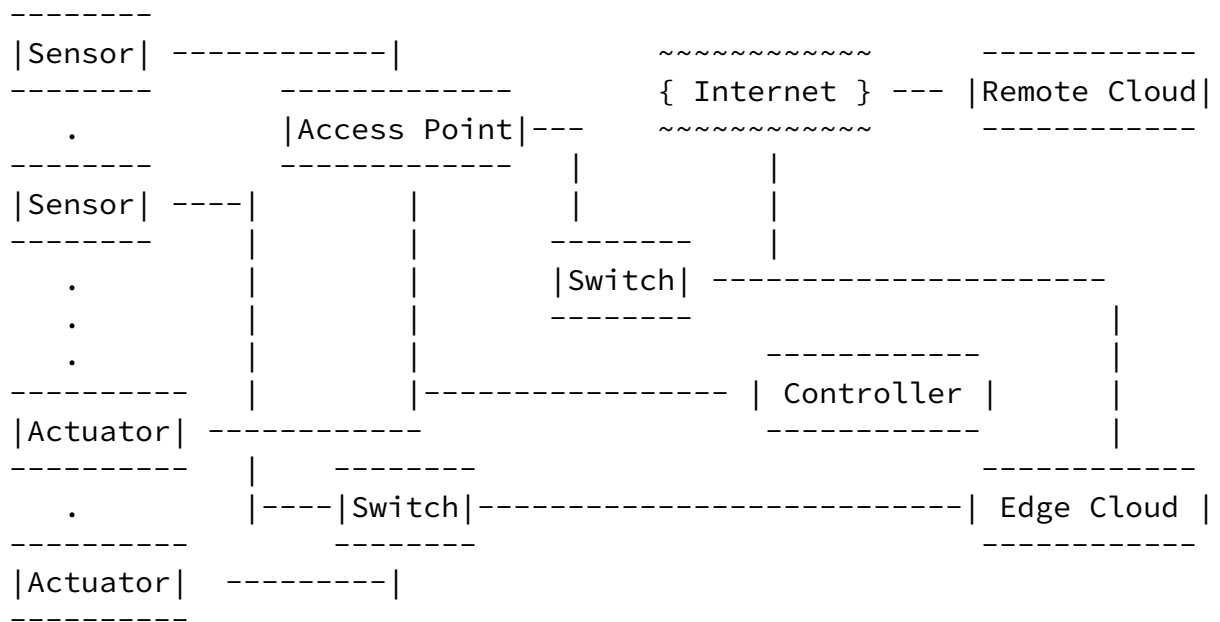 Sensor
Internet
Remote Cloud
Access Point
Sensor
Switch
Controller
Actuator
Switch
Edge Cloud
Actuator